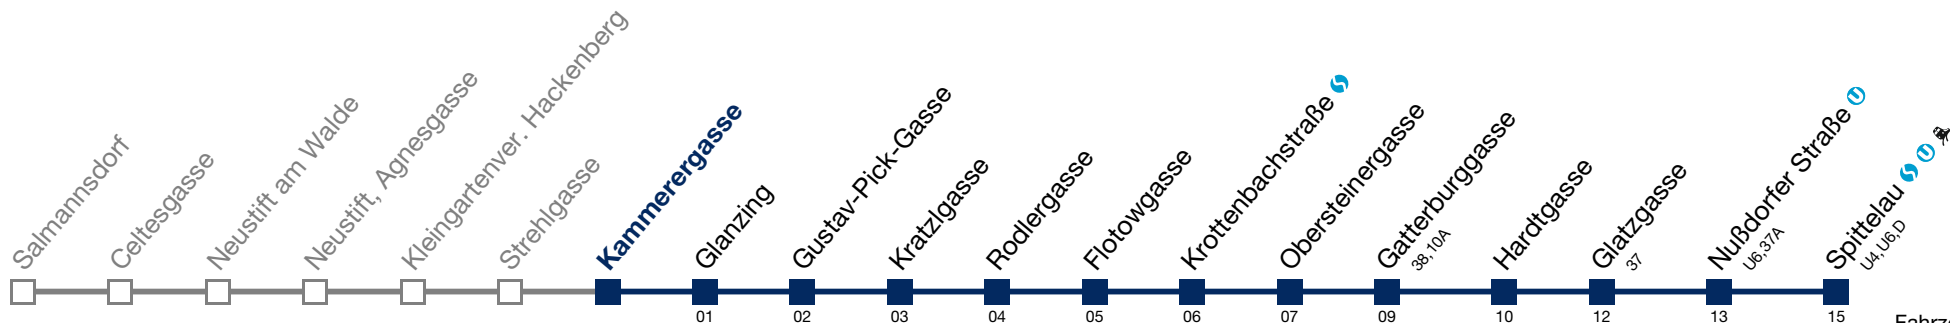 Salmannsdorf
Celtesgasse
Neustift am Walde
Neustift, Agnesgasse
Kleingartenver. Hackenberg
Strehlgasse
Kammerergasse
Glanzing
Gustav-Pick-Gasse
Kratzlgasse
Rodlergasse
Flotowgasse
Krottenbachstraße S
Obersteinergasse
Gatterburggasse
38,10A
Hardtgasse
Glatzgasse
37
Nußdorfer Straße U
U6,37A
Spittelau S U
U4,U6,D
01 02 03 04 05 06 07 09 10 12 13 15